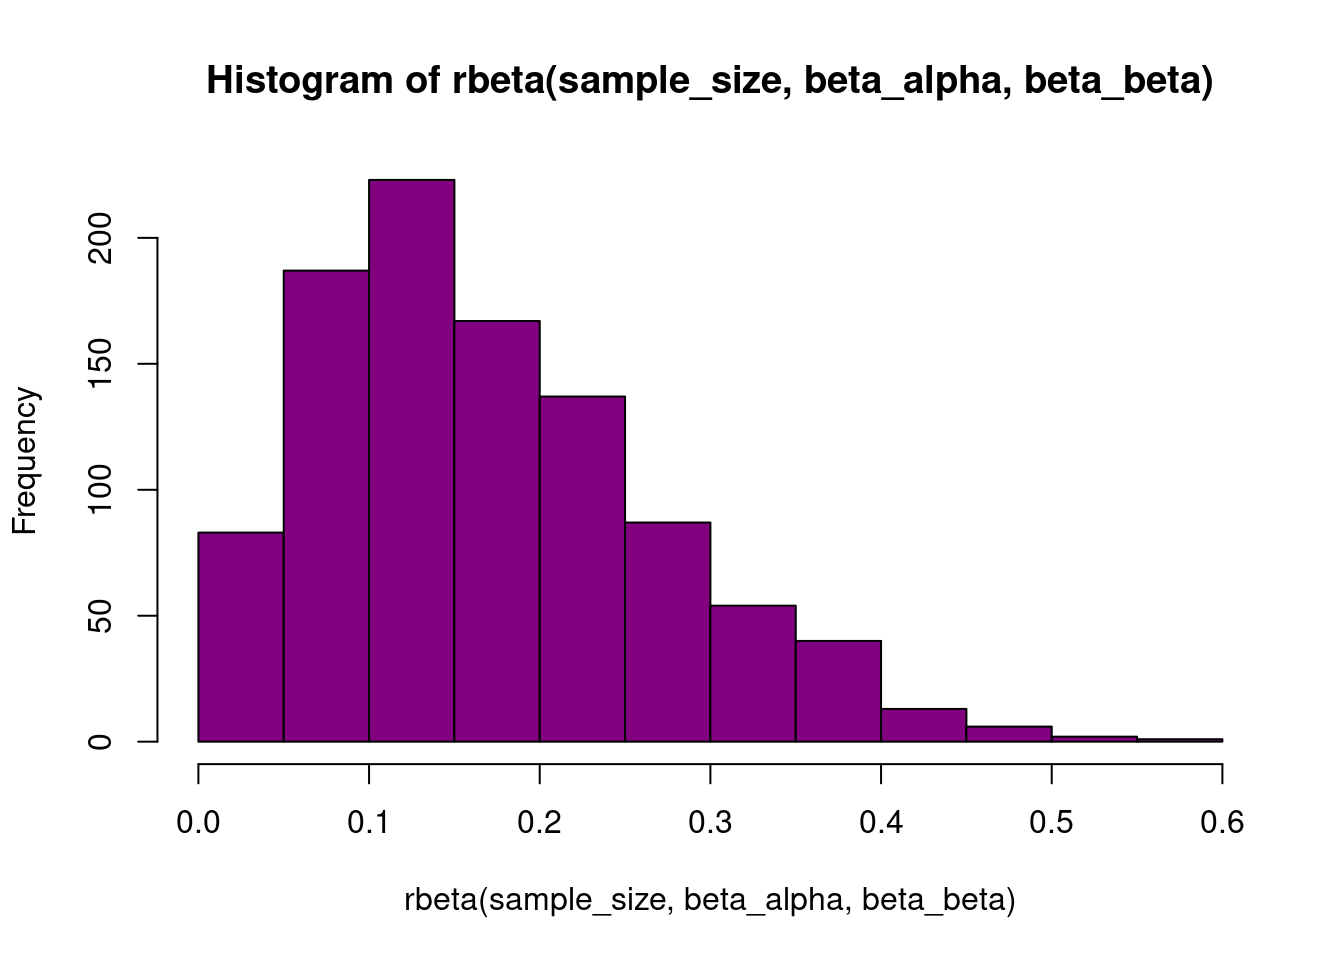 Histogram of rbeta(sample_size, beta_alpha, beta_beta)
Frequency
200
150
100
50
0
0.0 0.1 0.2 0.3 0.4 0.5 0.6
rbeta(sample_size, beta_alpha, beta_beta)